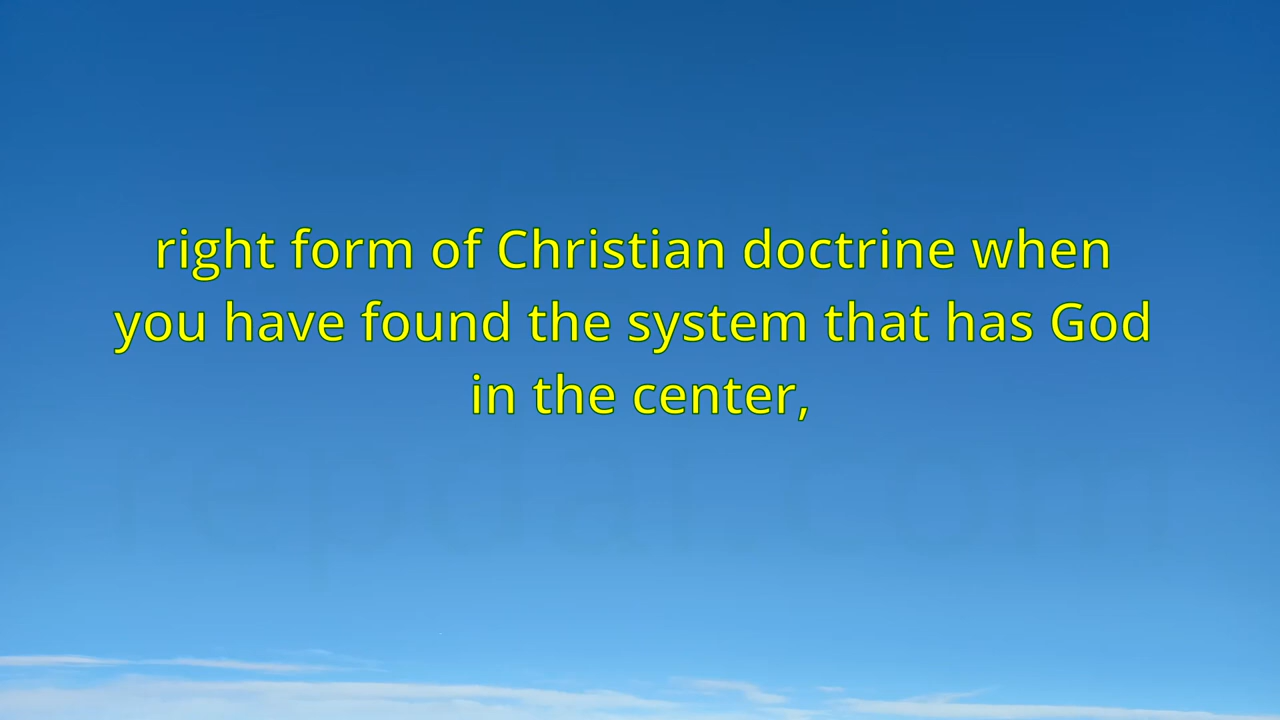 right form of Christian doctrine when
you have found the system that has God
in the center,